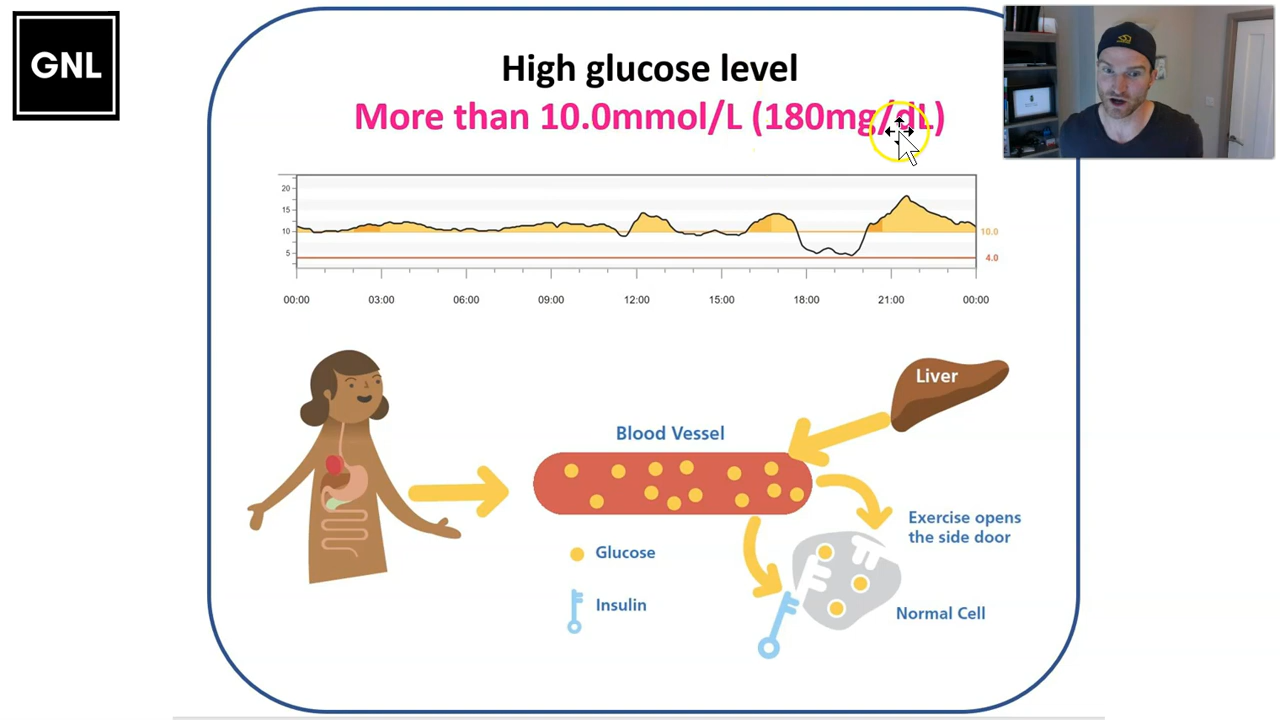 GNL
High glucose level
More than 10.0mmol/L (180mg/dL)
20
15
10
5
10.0
4.0
00:00 03:00 06:00 09:00 12:00 15:00 18:00 21:00 00:00
Liver
Blood Vessel
Exercise opens
the side door
Glucose
Insulin
Normal Cell